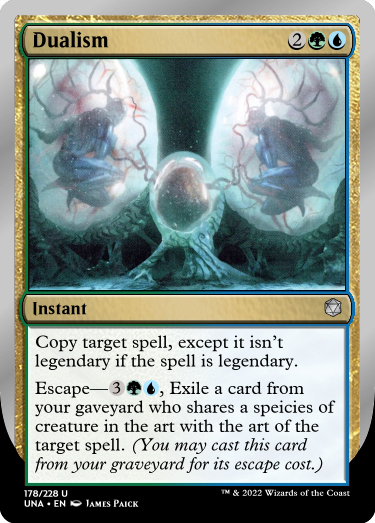 Dualism 2
Instant
Copy target spell, except it isn't
legendary if the spell is legendary.
Escape—3, Exile a card from
your gaveyard who shares a speicies of
creature in the art with the art of the
target spell. (You may cast this card
from your graveyard for its escape cost.)
178/228 U
UNA • EN JAMES PAICK
™ & 2022 Wizards of the Coast